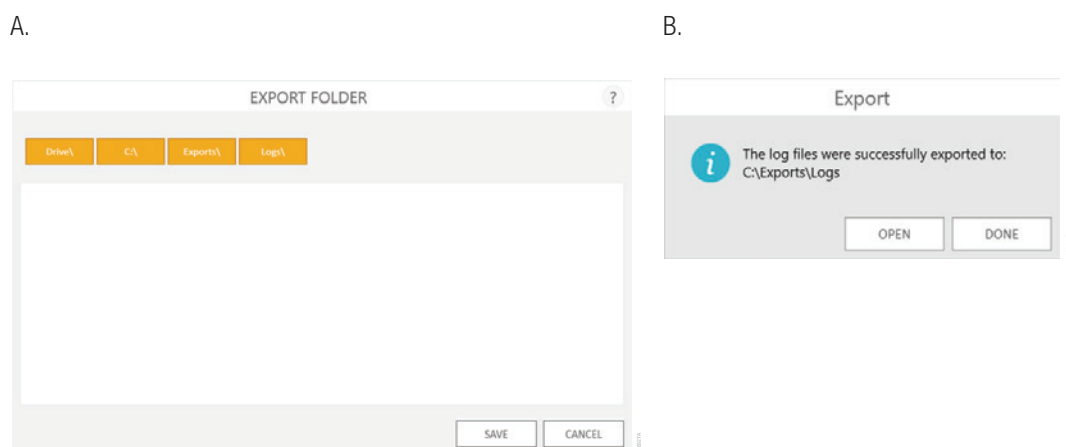 A.
B.
EXPORT FOLDER
?
Drive\ C:\ Exports\ Logs\
SAVE CANCEL
Export
i
The log files were successfully exported to:
C:\Exports\Logs
OPEN DONE